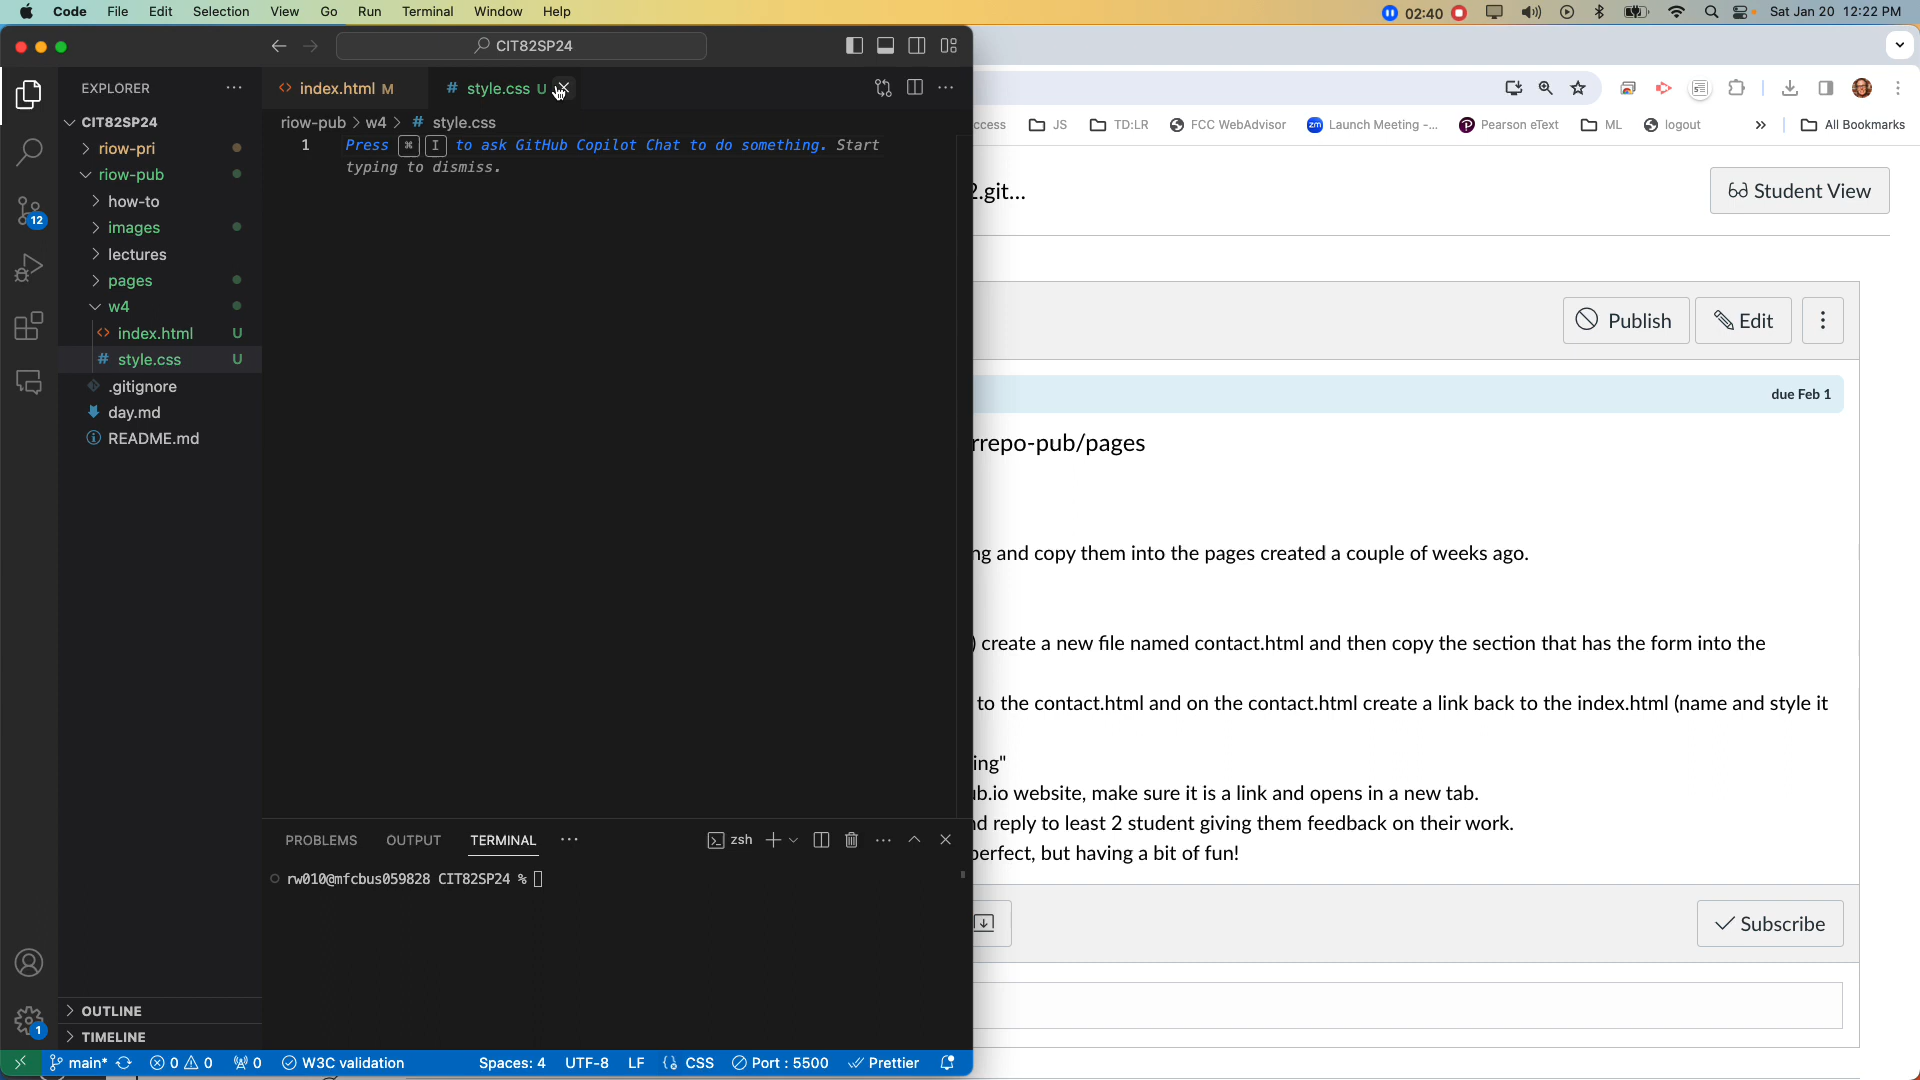 Code File Edit Selection View Go Run Terminal Window Help
02:40
Sat Jan 20 12:22 PM
CIT82SP24
EXPLORER
CIT82SP24
riow-pri
riow-pub
how-to
images
lectures
pages
w4
index.html U
style.css U
.gitignore
day.md
README.md
OUTLINE
TIMELINE
index.html M
style.css U
riow-pub > w4 > # style.css
1
Press ⌘ I to ask GitHub Copilot Chat to do something. Start
typing to dismiss.
PROBLEMS OUTPUT TERMINAL
zsh
rw010@mfcbus059828 CIT82SP24 %
12
1
main* 0 0 0 W3C validation Spaces: 4 UTF-8 LF CSS Port : 5500 Prettier
ccess JS TD:LR FCC WebAdvisor Launch Meeting -... Pearson eText ML logout » All Bookmarks
2.git...
Student View
Publish Edit
due Feb 1
rrepo-pub/pages
ng and copy them into the pages created a couple of weeks ago.
) create a new file named contact.html and then copy the section that has the form into the
to the contact.html and on the contact.html create a link back to the index.html (name and style it
ing"
ub.io website, make sure it is a link and opens in a new tab.
nd reply to least 2 student giving them feedback on their work.
perfect, but having a bit of fun!
Subscribe